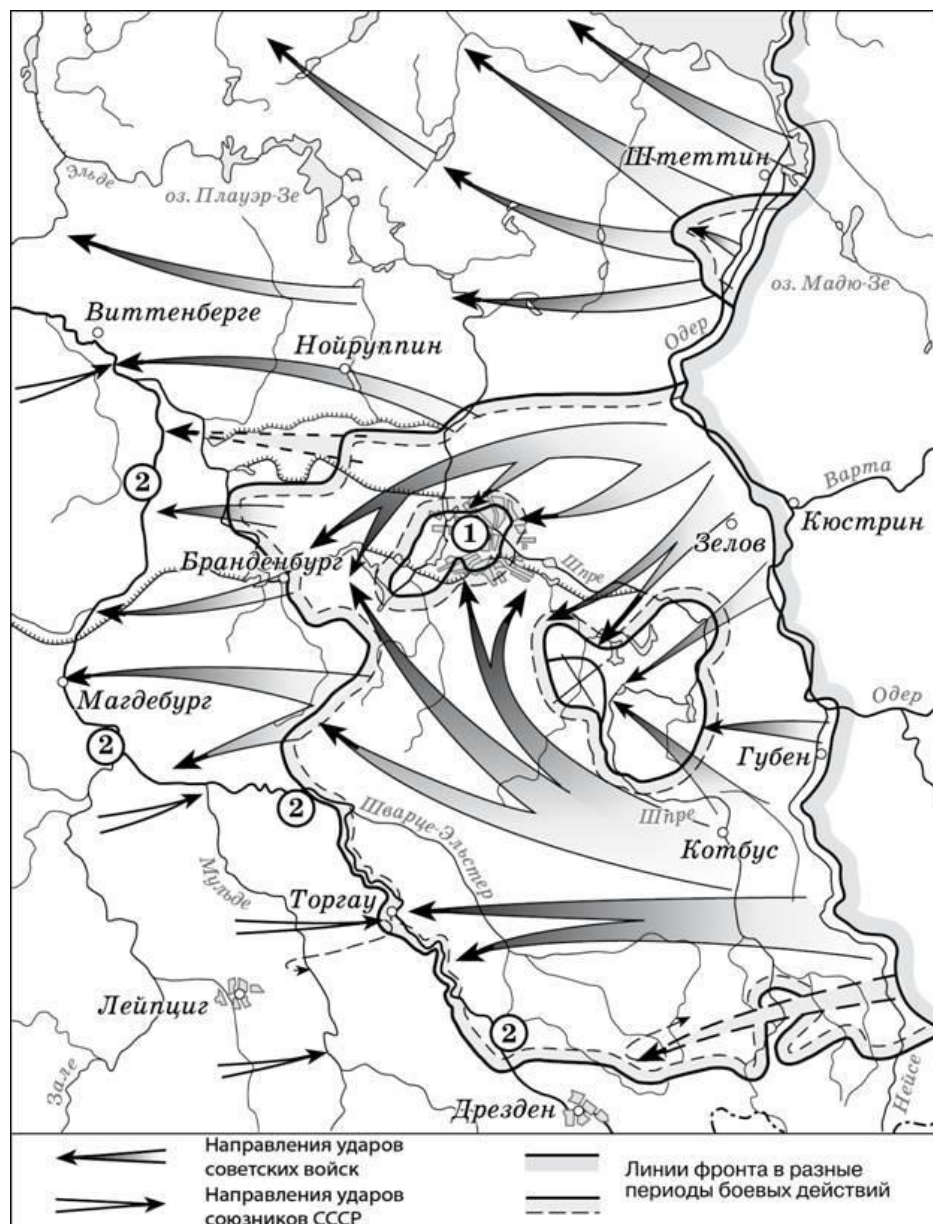 Штеттин
Эльде
оз. Плауэр-Зе
оз. Мадю-Зе
Виттенберге
Одер
Нойруппин
2
Варта
1
Кюстрин
Зелов
Бранденбург
Шпре
Магдебург
Одер
2
Губен
2
Шварце-Эльстер
Шпре
Котбус
Мульде
Торгау
Лейпциг
2
Зале
Дрезден
Нейсе
Направления ударов
советских войск
Направления ударов
союзников СССР
Линии фронта в разные
периоды боевых действий